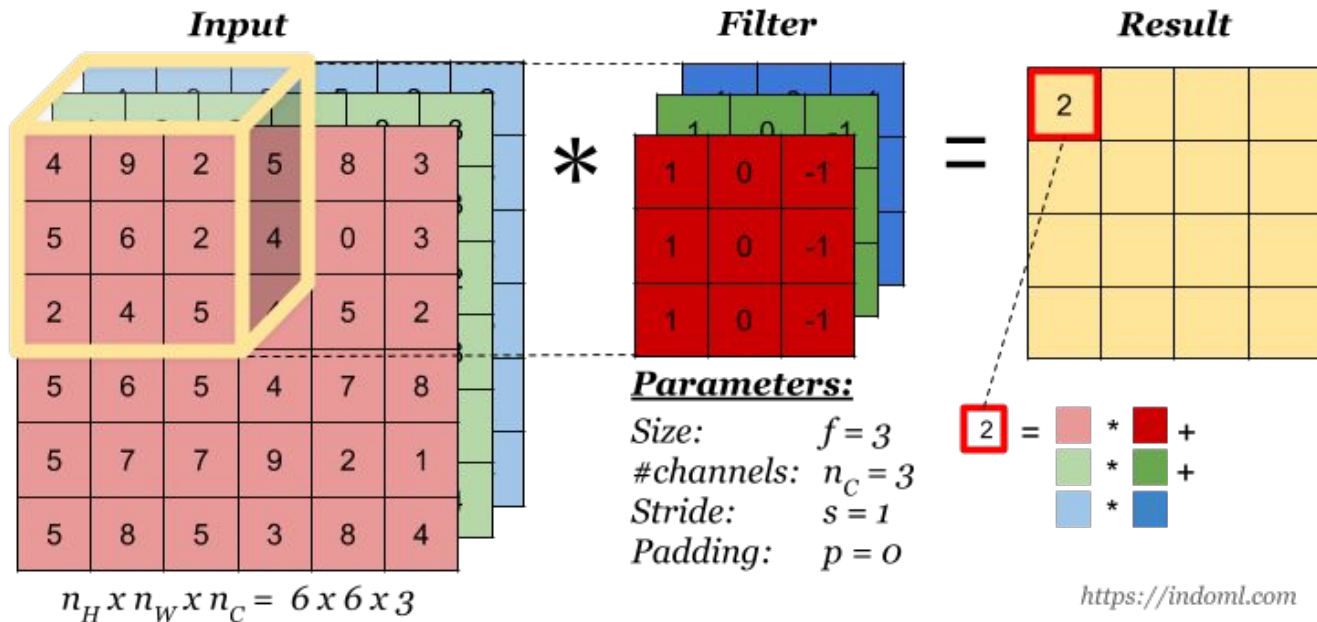 Input Filter Result
4 9 2 5 8 3
5 6 2 4 0 3
2 4 5 5 2
5 6 5 4 7 8
5 7 7 9 2 1
5 8 5 3 8 4
n_H x n_W x n_C = 6 x 6 x 3
*
1 0 -1
1 0 -1
1 0 -1
1 0 -1
Parameters:
Size: f = 3
#channels: n_C = 3
Stride: s = 1
Padding: p = 0
=
2
2 = * +
* +
*
https://indoml.com